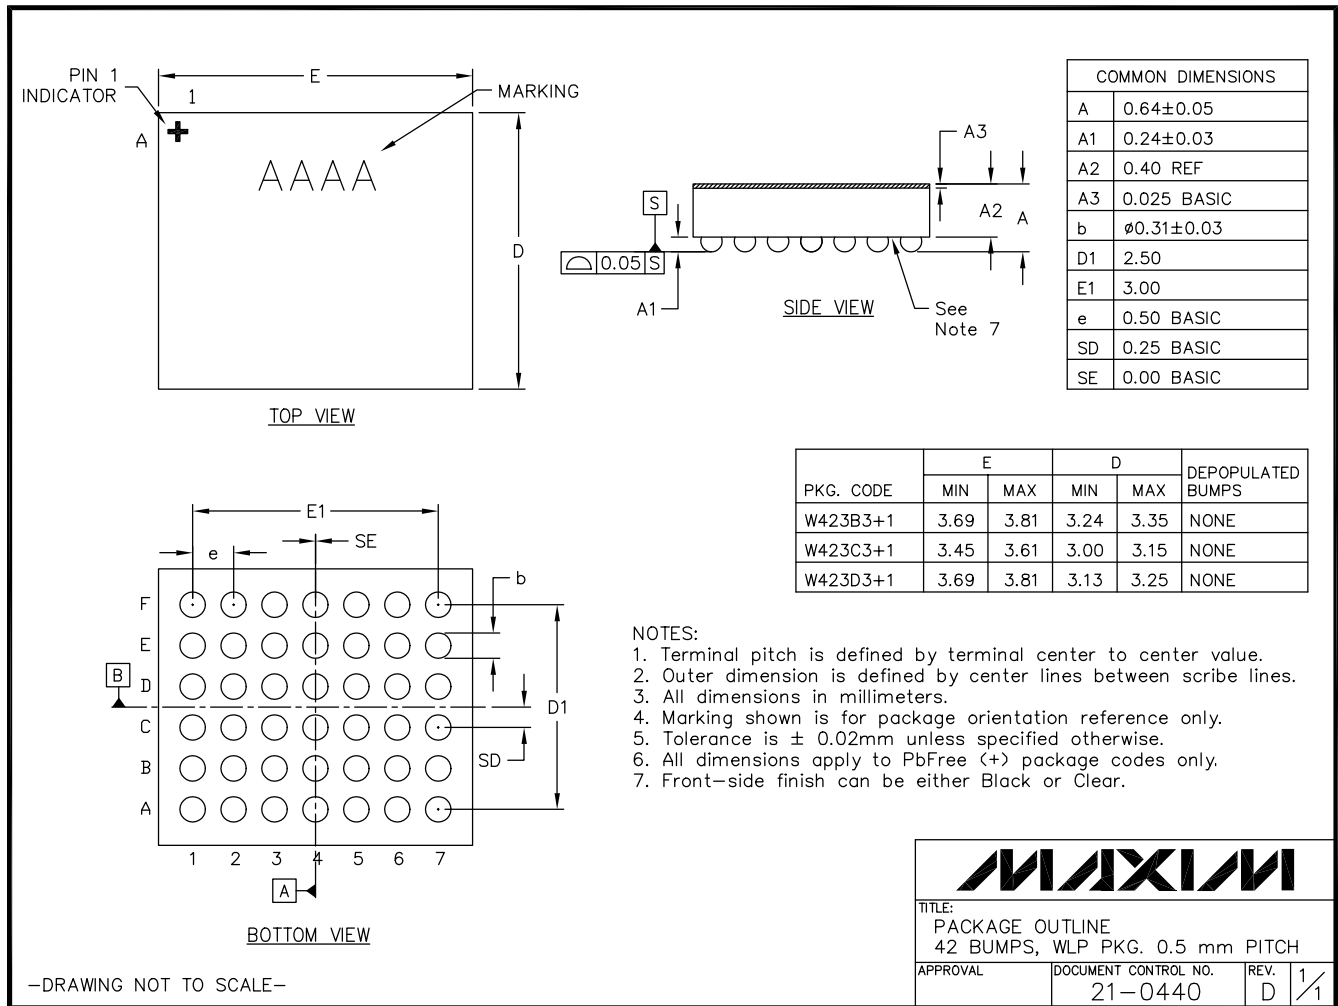 PIN 1
INDICATOR
1
E
MARKING
A
AAAA
D
TOP VIEW
A3
S
A2
A
0.05 S
A1
SIDE VIEW
See
Note 7
COMMON DIMENSIONS
A 0.64±0.05
A1 0.24±0.03
A2 0.40 REF
A3 0.025 BASIC
b ø0.31±0.03
D1 2.50
E1 3.00
e 0.50 BASIC
SD 0.25 BASIC
SE 0.00 BASIC
E D
PKG. CODE MIN MAX MIN MAX DEPOPULATED BUMPS
W423B3+1 3.69 3.81 3.24 3.35 NONE
W423C3+1 3.45 3.61 3.00 3.15 NONE
W423D3+1 3.69 3.81 3.13 3.25 NONE
E1
SE
e
b
F
E
D
C
B
A
B
D1
SD
1 2 3 4 5 6 7
A
BOTTOM VIEW
NOTES:
1. Terminal pitch is defined by terminal center to center value.
2. Outer dimension is defined by center lines between scribe lines.
3. All dimensions in millimeters.
4. Marking shown is for package orientation reference only.
5. Tolerance is ± 0.02mm unless specified otherwise.
6. All dimensions apply to PbFree (+) package codes only.
7. Front-side finish can be either Black or Clear.
-DRAWING NOT TO SCALE-
MAXIM
TITLE:
PACKAGE OUTLINE
42 BUMPS, WLP PKG. 0.5 mm PITCH
APPROVAL
DOCUMENT CONTROL NO.
21-0440
REV.
D
1/1